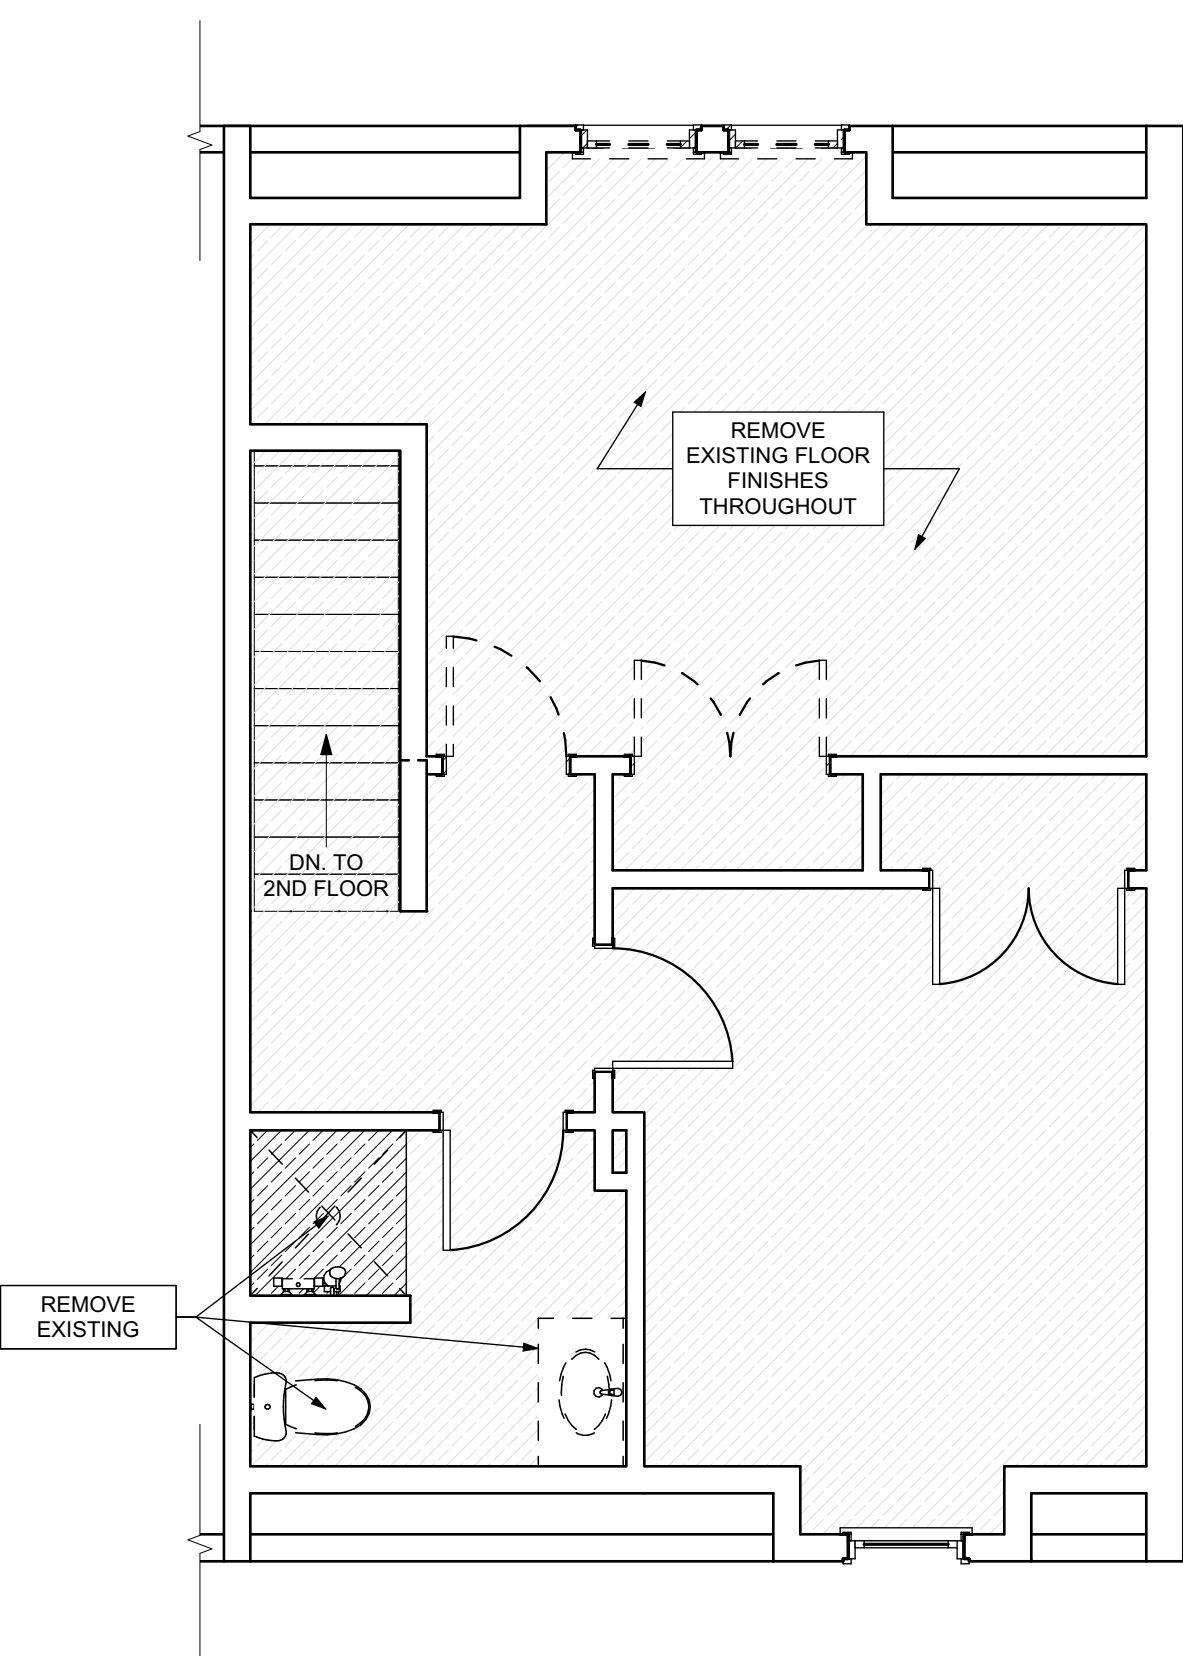 REMOVE
EXISTING FLOOR
FINISHES
THROUGHOUT
DN. TO
2ND FLOOR
REMOVE
EXISTING